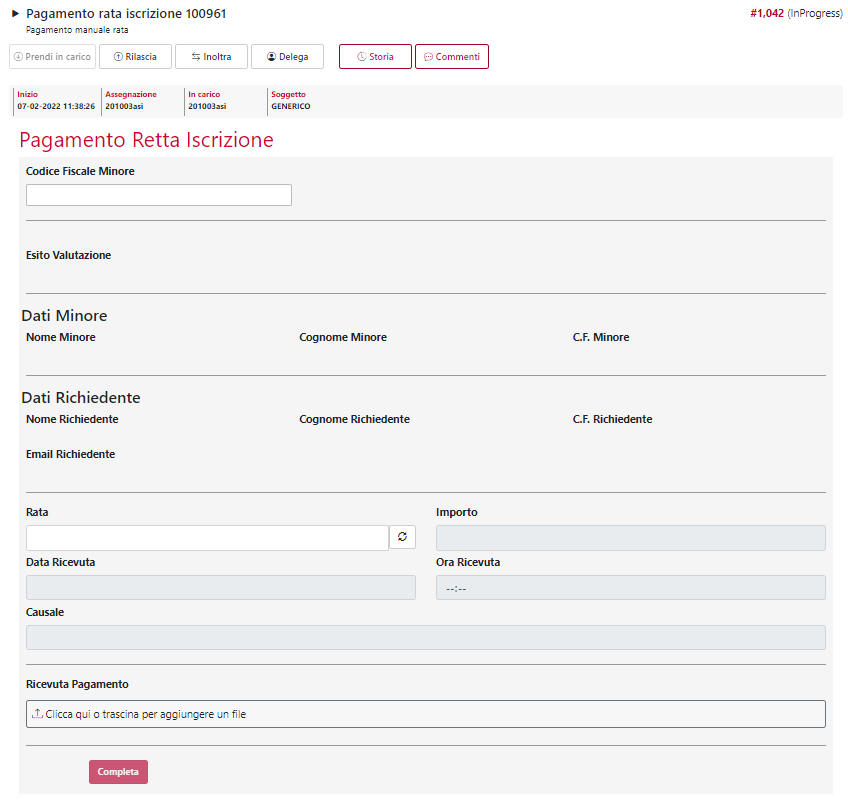 Pagamento rata iscrizione 100961
#1,042 (InProgress)
Pagamento manuale rata
Prendi in carico
Rilascia
Inoltra
Delega
Storia
Commenti
Inizio
07-02-2022 11:38:26
Assegnazione
201003asi
In carico
201003asi
Soggetto
GENERICO
Pagamento Retta Iscrizione
Codice Fiscale Minore
Esito Valutazione
Dati Minore
Nome Minore
Cognome Minore
C.F. Minore
Dati Richiedente
Nome Richiedente
Cognome Richiedente
C.F. Richiedente
Email Richiedente
Rata
Importo
Data Ricevuta
Ora Ricevuta
--:--
Causale
Ricevuta Pagamento
Clicca qui o trascina per aggiungere un file
Completa